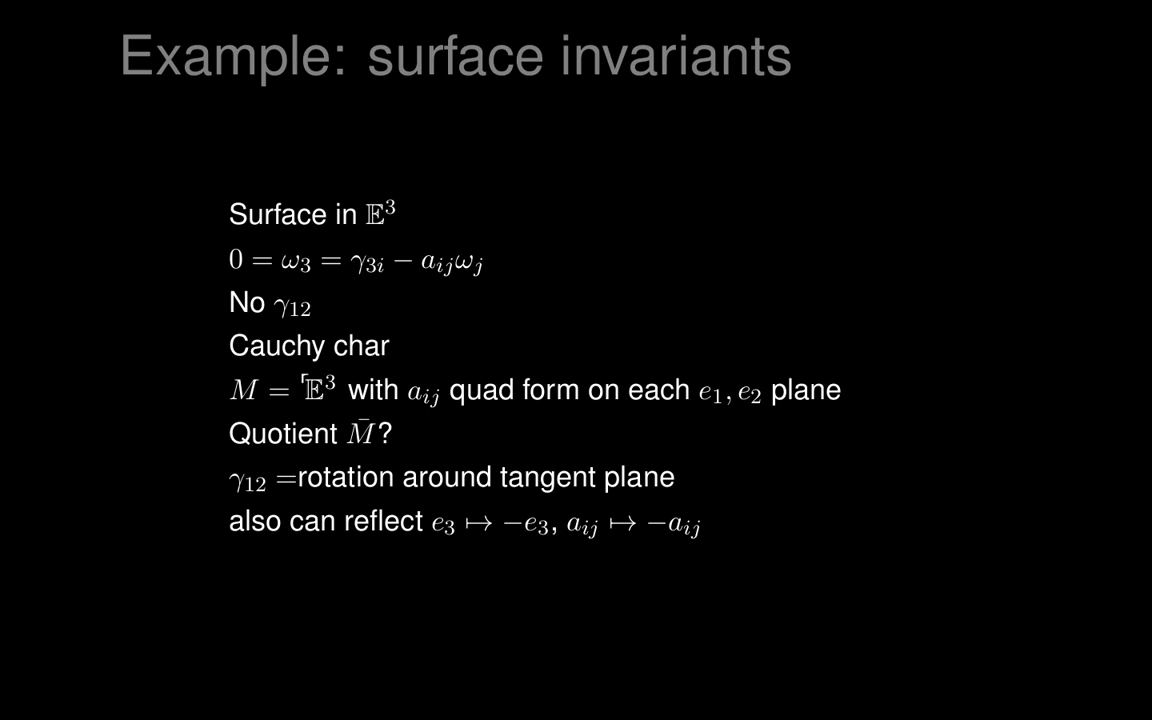 Example: surface invariants
Surface in 𝔼³
0 = ω₃ = γ₃ᵢ − aᵢⱼωⱼ
No γ₁₂
Cauchy char
M = ⌜𝔼³ with aᵢⱼ quad form on each e₁, e₂ plane
Quotient M̄?
γ₁₂ =rotation around tangent plane
also can reflect e₃ ↦ −e₃, aᵢⱼ ↦ −aᵢⱼ